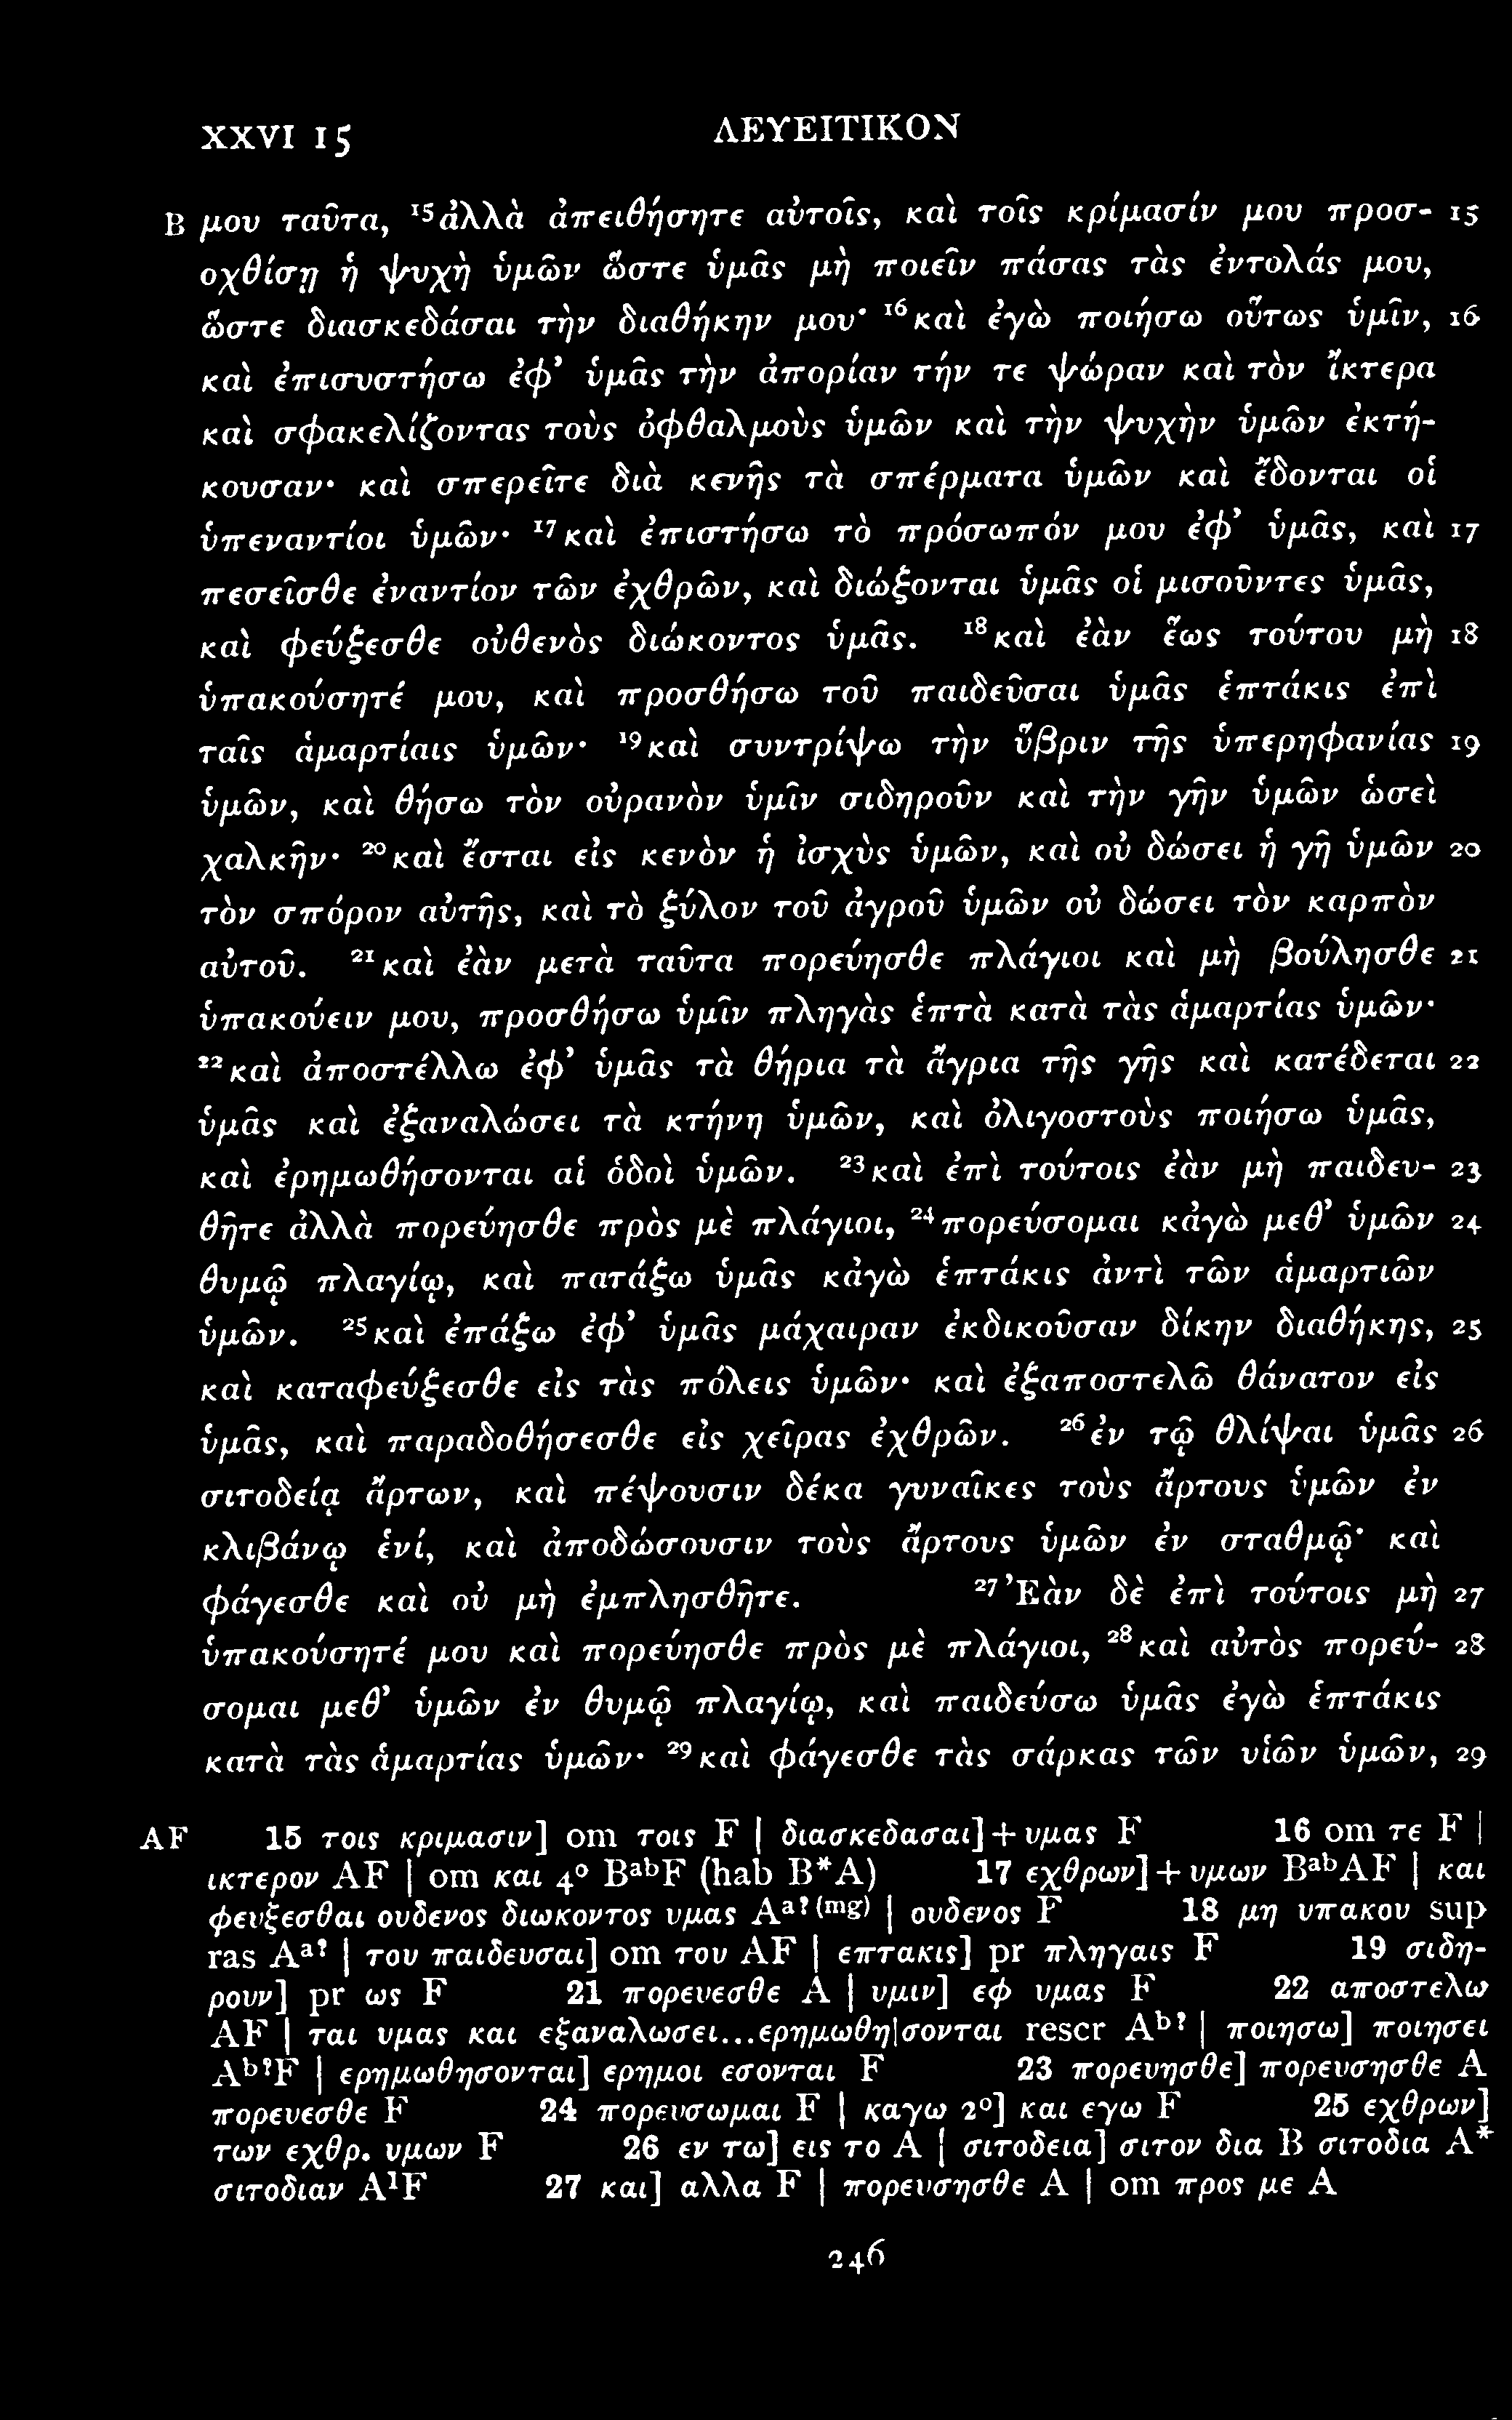 XXVI 15 ΛΕΥΕΙΤΙΚΟΝ
B μου ταῦτα, ¹⁵ἀλλὰ ἀπειθήσητε αὐτοῖς, καὶ τοῖς κρίμασίν μου προσ- 15
οχθίσῃ ἡ ψυχὴ ὑμῶν ὥστε ὑμᾶς μὴ ποιεῖν πάσας τὰς ἐντολάς μου,
ὥστε διασκεδάσαι τὴν διαθήκην μου· ¹⁶καὶ ἐγὼ ποιήσω οὕτως ὑμῖν, 16
καὶ ἐπισυστήσω ἐφ’ ὑμᾶς τὴν ἀπορίαν τήν τε ψώραν καὶ τὸν ἴκτερα
καὶ σφακελίζοντας τοὺς ὀφθαλμοὺς ὑμῶν καὶ τὴν ψυχὴν ὑμῶν ἐκτή-
κουσαν· καὶ σπερεῖτε διὰ κενῆς τὰ σπέρματα ὑμῶν καὶ ἔδονται οἱ
ὑπεναντίοι ὑμῶν· ¹⁷καὶ ἐπιστήσω τὸ πρόσωπόν μου ἐφ’ ὑμᾶς, καὶ 17
πεσεῖσθε ἐναντίον τῶν ἐχθρῶν, καὶ διώξονται ὑμᾶς οἱ μισοῦντες ὑμᾶς,
καὶ φεύξεσθε οὐθενὸς διώκοντος ὑμᾶς. ¹⁸καὶ ἐὰν ἕως τούτου μὴ 18
ὑπακούσητέ μου, καὶ προσθήσω τοῦ παιδεῦσαι ὑμᾶς ἑπτάκις ἐπὶ
ταῖς ἁμαρτίαις ὑμῶν· ¹⁹καὶ συντρίψω τὴν ὕβριν τῆς ὑπερηφανίας 19
ὑμῶν, καὶ θήσω τὸν οὐρανὸν ὑμῖν σιδηροῦν καὶ τὴν γῆν ὑμῶν ὡσεὶ
χαλκῆν· ²⁰καὶ ἔσται εἰς κενὸν ἡ ἰσχὺς ὑμῶν, καὶ οὐ δώσει ἡ γῆ ὑμῶν 20
τὸν σπόρον αὐτῆς, καὶ τὸ ξύλον τοῦ ἀγροῦ ὑμῶν οὐ δώσει τὸν καρπὸν
αὐτοῦ. ²¹καὶ ἐὰν μετὰ ταῦτα πορεύησθε πλάγιοι καὶ μὴ βούλησθε 21
ὑπακούειν μου, προσθήσω ὑμῖν πληγὰς ἑπτὰ κατὰ τὰς ἁμαρτίας ὑμῶν·
²²καὶ ἀποστέλλω ἐφ’ ὑμᾶς τὰ θήρια τὰ ἄγρια τῆς γῆς καὶ κατέδεται 22
ὑμᾶς καὶ ἐξαναλώσει τὰ κτήνη ὑμῶν, καὶ ὀλιγοστοὺς ποιήσω ὑμᾶς,
καὶ ἐρημωθήσονται αἱ ὁδοὶ ὑμῶν. ²³καὶ ἐπὶ τούτοις ἐὰν μὴ παιδευ- 23
θῆτε ἀλλὰ πορεύησθε πρὸς μὲ πλάγιοι, ²⁴πορεύσομαι κἀγὼ μεθ’ ὑμῶν 24
θυμῷ πλαγίῳ, καὶ πατάξω ὑμᾶς κἀγὼ ἑπτάκις ἀντὶ τῶν ἁμαρτιῶν
ὑμῶν. ²⁵καὶ ἐπάξω ἐφ’ ὑμᾶς μάχαιραν ἐκδικοῦσαν δίκην διαθήκης, 25
καὶ καταφεύξεσθε εἰς τὰς πόλεις ὑμῶν· καὶ ἐξαποστελῶ θάνατον εἰς
ὑμᾶς, καὶ παραδοθήσεσθε εἰς χεῖρας ἐχθρῶν. ²⁶ἐν τῷ θλίψαι ὑμᾶς 26
σιτοδείᾳ ἄρτων, καὶ πέψουσιν δέκα γυναῖκες τοὺς ἄρτους ὑμῶν ἐν
κλιβάνῳ ἑνί, καὶ ἀποδώσουσιν τοὺς ἄρτους ὑμῶν ἐν σταθμῷ· καὶ
φάγεσθε καὶ οὐ μὴ ἐμπλησθῆτε. ²⁷Ἐὰν δὲ ἐπὶ τούτοις μὴ 27
ὑπακούσητέ μου καὶ πορεύησθε πρὸς μὲ πλάγιοι, ²⁸καὶ αὐτὸς πορεύ- 28
σομαι μεθ’ ὑμῶν ἐν θυμῷ πλαγίῳ, καὶ παιδεύσω ὑμᾶς ἐγὼ ἑπτάκις
κατὰ τὰς ἁμαρτίας ὑμῶν· ²⁹καὶ φάγεσθε τὰς σάρκας τῶν υἱῶν ὑμῶν, 29
AF 15 τοις κριμασιν] om τοις F | διασκεδασαι]+υμας F 16 om τε F |
ικτερον AF | om και 4° BᵃᵇF (hab B*A) 17 εχθρων]+υμων BᵃᵇAF | και
φευξεσθαι ουδενος διωκοντος υμας Aᵃ?⁽ᵐᵍ⁾ | ουδενος F 18 μη υπακου sup
ras Aᵃ? | του παιδευσαι] om του AF | επτακις] pr πληγαις F 19 σιδη-
ρουν] pr ως F 21 πορευεσθε A | υμιν] εφ υμας F 22 αποστελω
AF | ται υμας και εξαναλωσει...ερημωθη|σονται rescr Aᵇ? | ποιησω] ποιησει
Aᵇ?F | ερημωθησονται] ερημοι εσονται F 23 πορευησθε] πορευσησθε A
πορευεσθε F 24 πορευσωμαι F | καγω 2°] και εγω F 25 εχθρων]
των εχθρ. υμων F 26 εν τω] εις το A | σιτοδεια] σιτον δια B σιτοδια A*
σιτοδιαν A¹F 27 και] αλλα F | πορευσησθε A | om προς με A
246